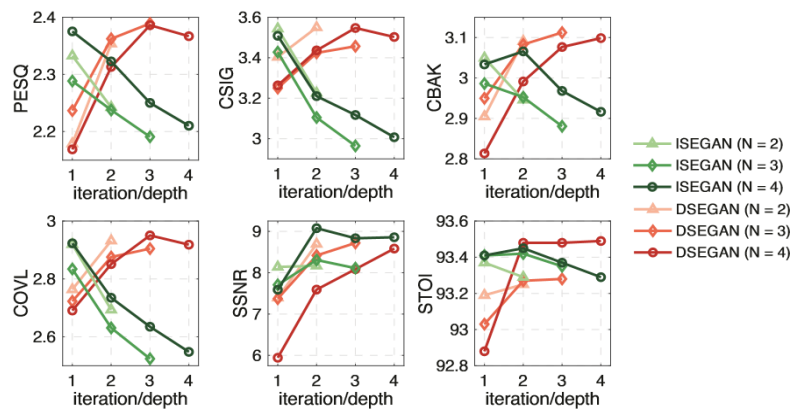 PESQ
2.4
2.3
2.2
1 2 3 4
iteration/depth
CSIG
3.6
3.4
3.2
3
1 2 3 4
iteration/depth
CBAK
3.1
3
2.9
2.8
1 2 3 4
iteration/depth
COVL
3
2.8
2.6
1 2 3 4
iteration/depth
SSNR
9
8
7
6
1 2 3 4
iteration/depth
STOI
93.6
93.4
93.2
93
92.8
1 2 3 4
iteration/depth
ISEGAN (N = 2)
ISEGAN (N = 3)
ISEGAN (N = 4)
DSEGAN (N = 2)
DSEGAN (N = 3)
DSEGAN (N = 4)